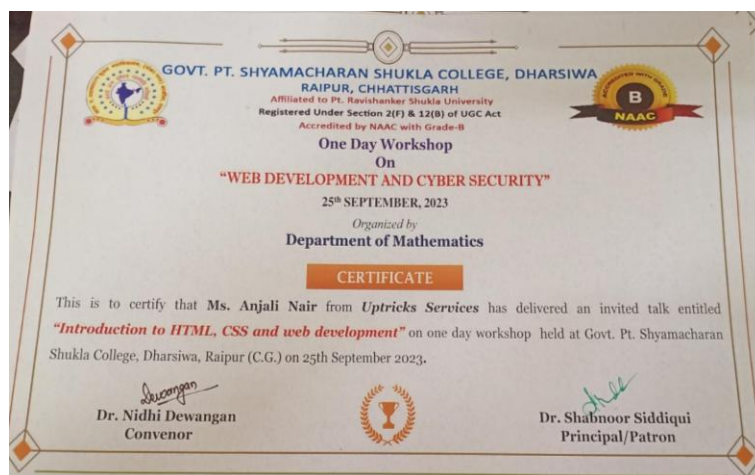 GOVT. PT. SHYAMACHARAN SHUKLA COLLEGE, DHARSIWA
RAIPUR, CHHATTISGARH
Affiliated to Pt. Ravishanker Shukla University
Registered Under Section 2(F) & 12(B) of UGC Act
Accredited by NAAC with Grade-B
ACCREDITED WITH GRADE
B
NAAC
One Day Workshop
On
"WEB DEVELOPMENT AND CYBER SECURITY"
25th SEPTEMBER, 2023
Organized by
Department of Mathematics
CERTIFICATE
This is to certify that Ms. Anjali Nair from Uptricks Services has delivered an invited talk entitled
"Introduction to HTML, CSS and web development" on one day workshop held at Govt. Pt. Shyamacharan
Shukla College, Dharsiwa, Raipur (C.G.) on 25th September 2023.
Dewangan
Dr. Nidhi Dewangan
Convenor
Dr. Shabnoor Siddiqui
Principal/Patron